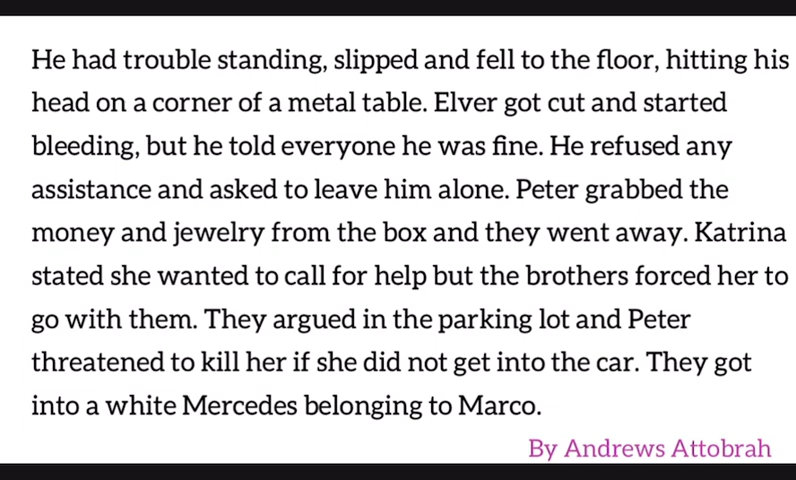 He had trouble standing, slipped and fell to the floor, hitting his
head on a corner of a metal table. Elver got cut and started
bleeding, but he told everyone he was fine. He refused any
assistance and asked to leave him alone. Peter grabbed the
money and jewelry from the box and they went away. Katrina
stated she wanted to call for help but the brothers forced her to
go with them. They argued in the parking lot and Peter
threatened to kill her if she did not get into the car. They got
into a white Mercedes belonging to Marco.
By Andrews Attobrah